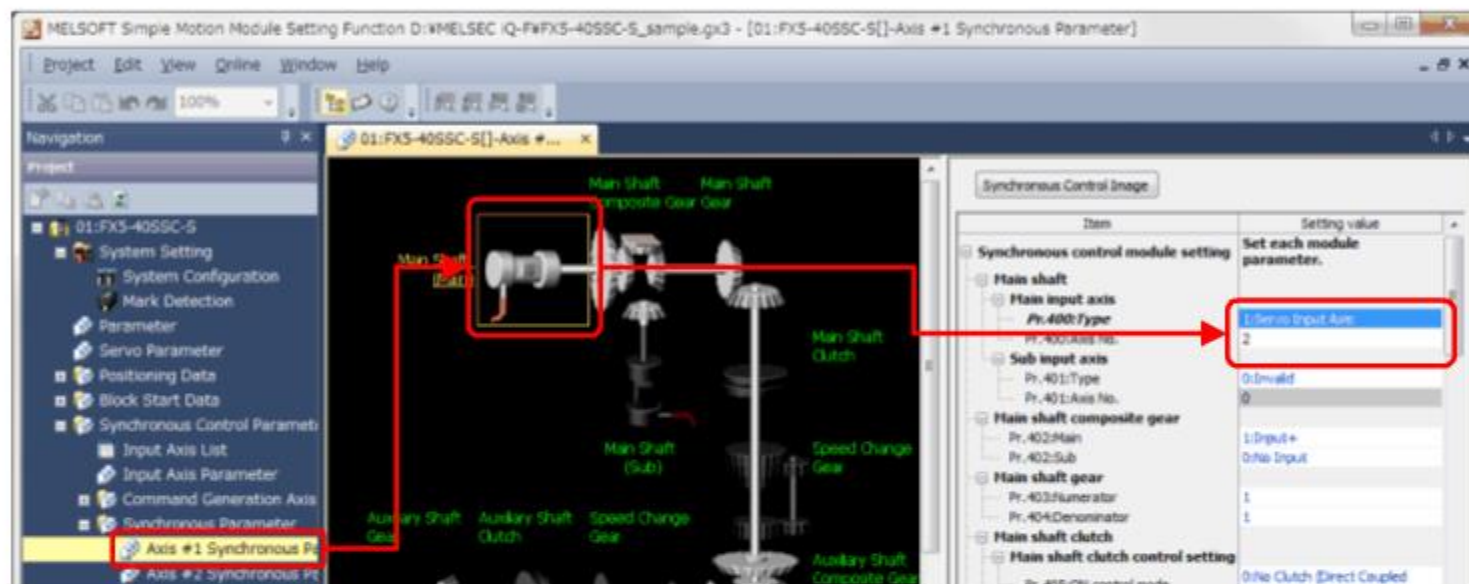 MELSOFT Simple Motion Module Setting Function D:¥MELSEC iQ-F¥FX5-40SSC-S_sample.gx3 - [01:FX5-40SSC-S[]-Axis #1 Synchronous Parameter]
Project Edit View Online Window Help
100%
Navigation
01:FX5-40SSC-S[]-Axis #...
Project
01:FX5-40SSC-S
System Setting
System Configuration
Mark Detection
Parameter
Servo Parameter
Positioning Data
Block Start Data
Synchronous Control Paramet
Input Axis List
Input Axis Parameter
Command Generation Axis
Synchronous Parameter
Axis #1 Synchronous Pa
Axis #2 Synchronous Pa
Main Shaft Composite Gear
Main Shaft Gear
Main Shaft
Main Shaft Clutch
Main Shaft (Sub)
Speed Change Gear
Auxiliary Shaft Gear
Auxiliary Shaft Clutch
Speed Change Gear
Auxiliary Shaft Composite Gear
Synchronous Control Image
Item Setting value
Synchronous control module setting Set each module parameter.
Main shaft
Main input axis
Pr.400:Type 1:Servo Input Axis
Pr.400:Axis No. 2
Sub input axis
Pr.401:Type 0:Invalid
Pr.401:Axis No. 0
Main shaft composite gear
Pr.402:Main 1:Input+
Pr.402:Sub 0:No Input
Main shaft gear
Pr.403:Numerator 1
Pr.404:Denominator 1
Main shaft clutch
Main shaft clutch control setting
Pr.405:ON control mode 0:No Clutch (Direct Coupled